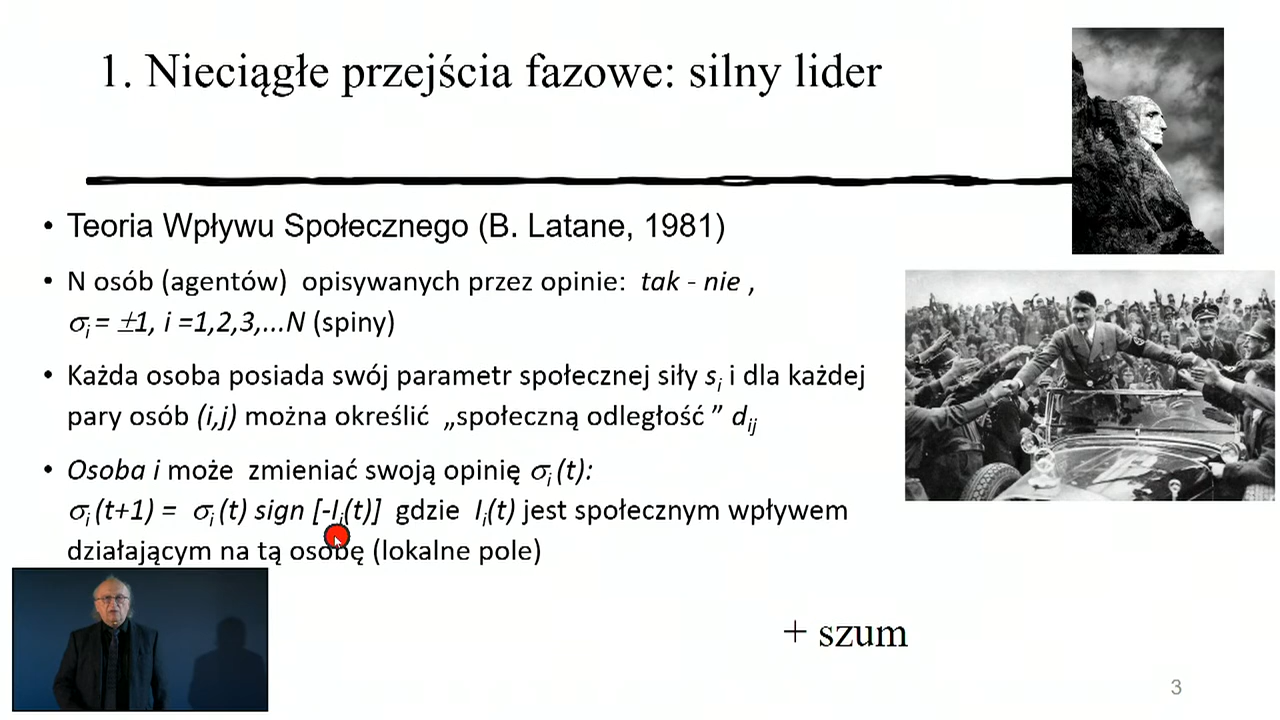 1. Nieciągłe przejścia fazowe: silny lider
• Teoria Wpływu Społecznego (B. Latane, 1981)
• N osób (agentów) opisywanych przez opinie: tak - nie ,
σi = ±1, i =1,2,3,...N (spiny)
• Każda osoba posiada swój parametr społecznej siły si i dla każdej
pary osób (i,j) można określić „społeczną odległość ” dij
• Osoba i może zmieniać swoją opinię σi (t):
σi (t+1) = σi (t) sign [-Ii(t)] gdzie Ii(t) jest społecznym wpływem
działającym na tą osobę (lokalne pole)
+ szum
3